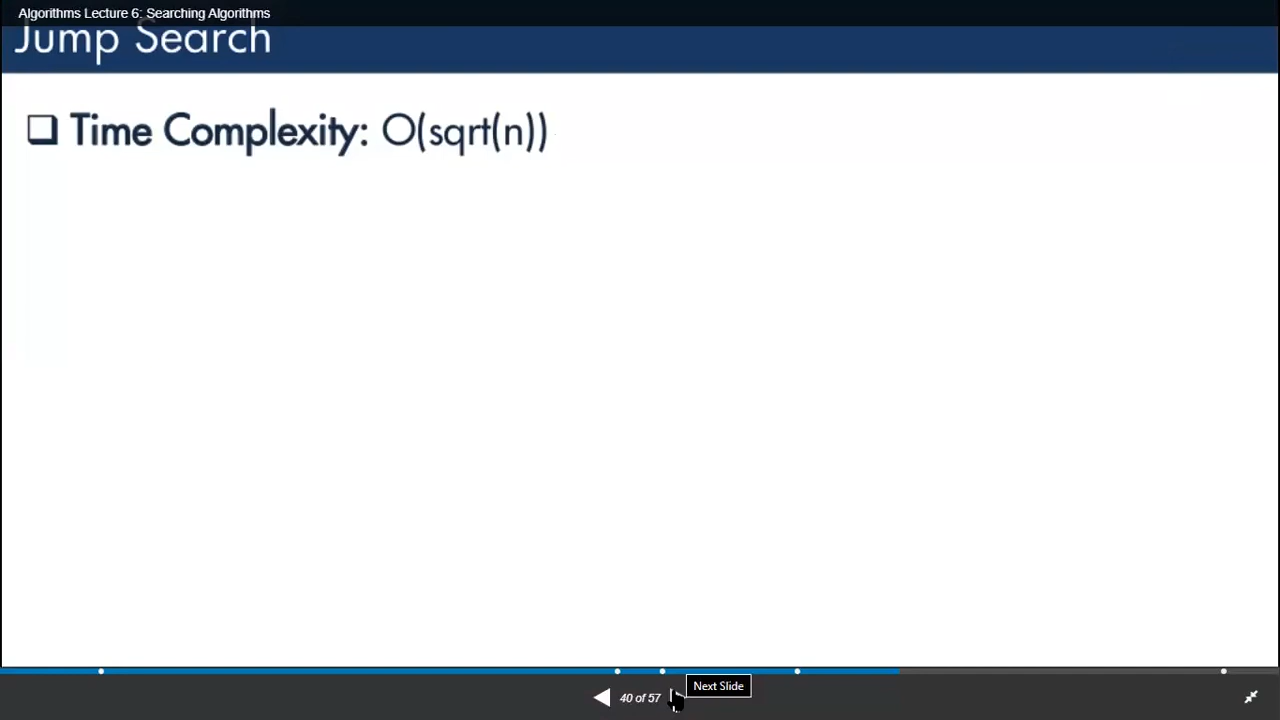 Algorithms Lecture 6: Searching Algorithms
Jump Search
Time Complexity: O(sqrt(n))
Next Slide
40 of 57